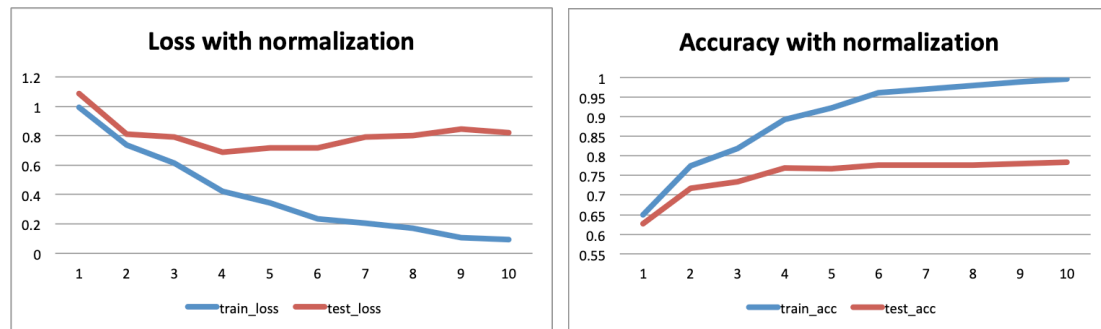 Loss with normalization
1.2
1
0.8
0.6
0.4
0.2
0
1 2 3 4 5 6 7 8 9 10
train_loss test_loss
Accuracy with normalization
1
0.95
0.9
0.85
0.8
0.75
0.7
0.65
0.6
0.55
1 2 3 4 5 6 7 8 9 10
train_acc test_acc